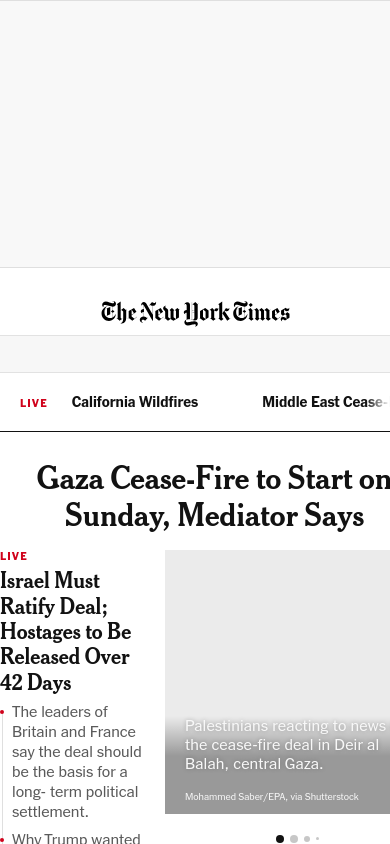 The New York Times
LIVE
California Wildfires
Middle East Cease-
Gaza Cease-Fire to Start on
Sunday, Mediator Says
LIVE
Israel Must
Ratify Deal;
Hostages to Be
Released Over
42 Days
The leaders of
Britain and France
say the deal should
be the basis for a
long- term political
settlement.
Why Trump wanted
Palestinians reacting to news
the cease-fire deal in Deir al
Balah, central Gaza.
Mohammed Saber/EPA, via Shutterstock